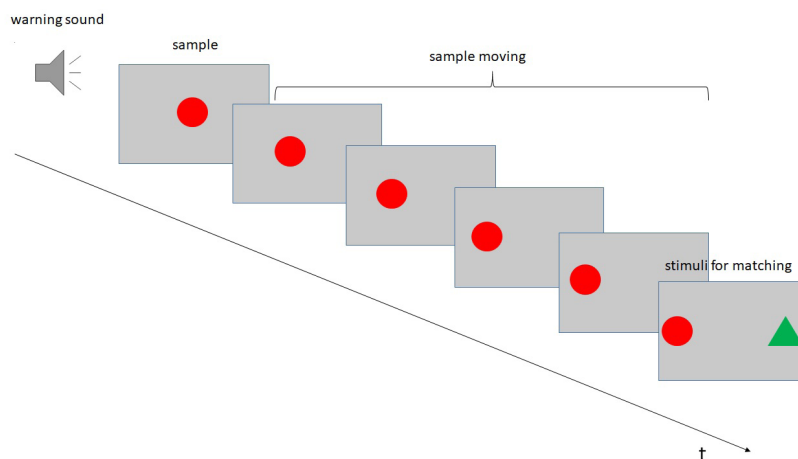 warning sound
sample
sample moving
stimuli for matching
t